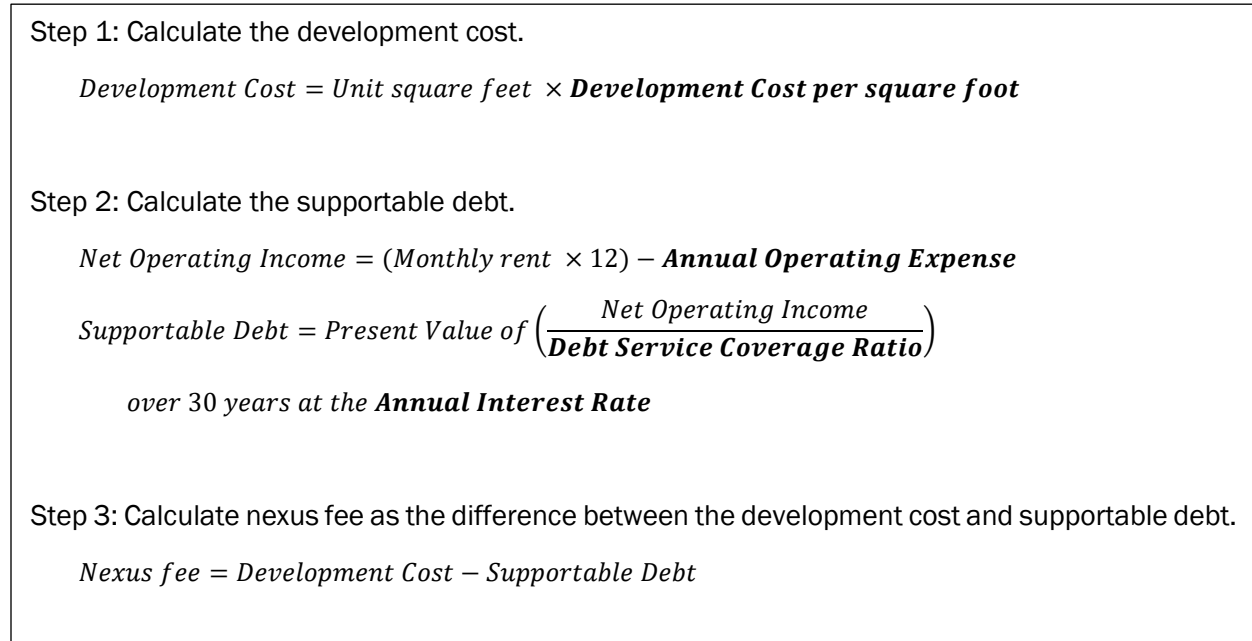 Step 1: Calculate the development cost.
Development Cost = Unit square feet × Development Cost per square foot
Step 2: Calculate the supportable debt.
Net Operating Income = (Monthly rent × 12) − Annual Operating Expense
Supportable Debt = Present Value of (Net Operating Income / Debt Service Coverage Ratio)
over 30 years at the Annual Interest Rate
Step 3: Calculate nexus fee as the difference between the development cost and supportable debt.
Nexus fee = Development Cost − Supportable Debt